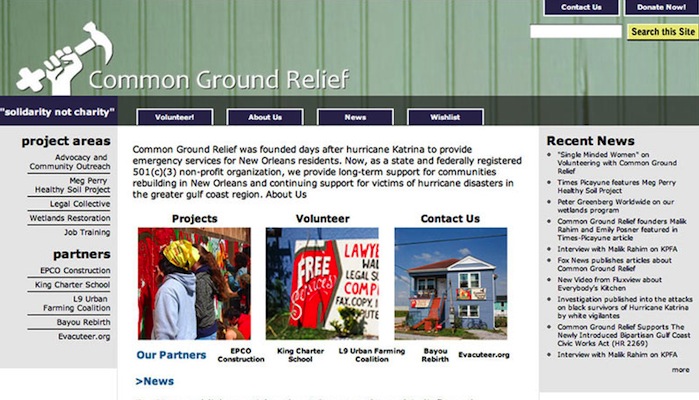 Contact Us
Donate Now!
Search this Site
Common Ground Relief
"solidarity not charity"
Volunteer!
About Us
News
Wishlist
project areas
Advocacy and
Community Outreach
Meg Perry
Healthy Soil Project
Legal Collective
Wetlands Restoration
Job Training
partners
EPCO Construction
King Charter School
L9 Urban
Farming Coalition
Bayou Rebirth
Evacuteer.org
Common Ground Relief was founded days after hurricane Katrina to provide
emergency services for New Orleans residents. Now, as a state and federally registered
501(c)(3) non-profit organization, we provide long-term support for communities
rebuilding in New Orleans and continuing support for victims of hurricane disasters in
the greater gulf coast region. About Us
Projects
Volunteer
Contact Us
FREE
Services
LEGAL
FAX.COPY.
Our Partners
EPCO
Construction
King Charter
School
L9 Urban Farming
Coalition
Bayou
Rebirth
Evacuteer.org
>News
Recent News
"Single Minded Women" on
Volunteering with Common Ground
Relief
Times Picayune features Meg Perry
Healthy Soil Project
Peter Greenberg Worldwide on our
wetlands program
Common Ground Relief founders Malik
Rahim and Emily Posner featured in
Times-Picayune article
Interview with Malik Rahim on KPFA
Fox News publishes articles about
Common Ground Relief
New Video from Fluxview about
Everybody's Kitchen
Investigation published into the attacks
on black survivors of Hurricane Katrina
by white vigilantes
Common Ground Relief Supports The
Newly Introduced Bipartisan Gulf Coast
Civic Works Act (HR 2269)
Interview with Malik Rahim on KPFA
more